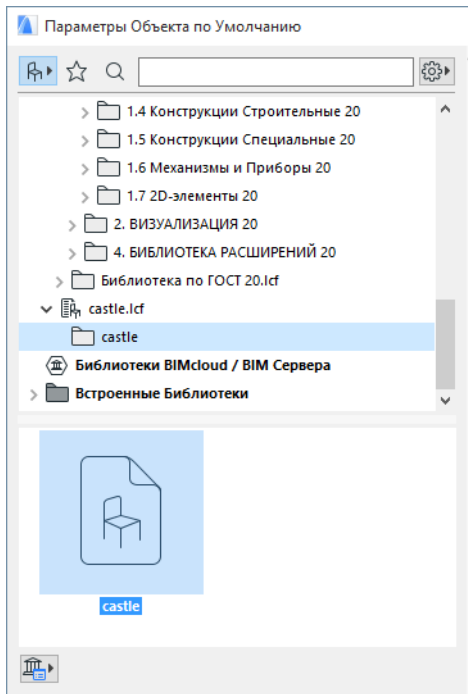 Параметры Объекта по Умолчанию
1.4 Конструкции Строительные 20
1.5 Конструкции Специальные 20
1.6 Механизмы и Приборы 20
1.7 2D-элементы 20
2. ВИЗУАЛИЗАЦИЯ 20
4. БИБЛИОТЕКА РАСШИРЕНИЙ 20
Библиотека по ГОСТ 20.lcf
castle.lcf
castle
Библиотеки BIMcloud / BIM Сервера
Встроенные Библиотеки
castle